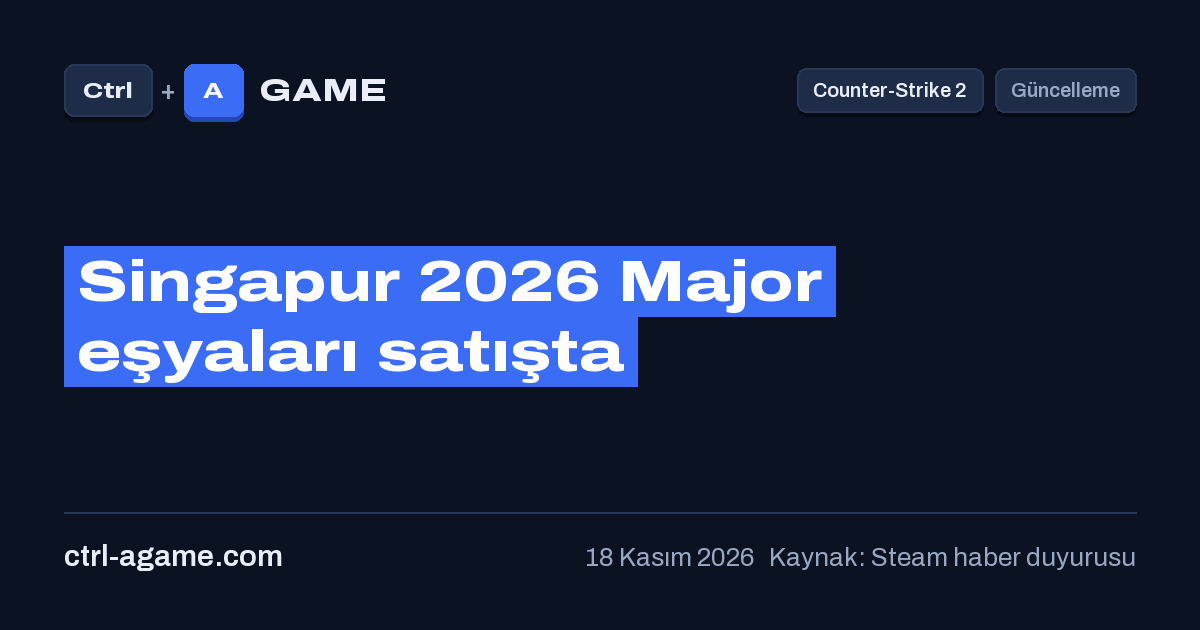 Ctrl + A GAME
Counter-Strike 2 Güncelleme
Singapur 2026 Major
eşyaları satışta
ctrl-agame.com
18 Kasım 2026 Kaynak: Steam haber duyurusu